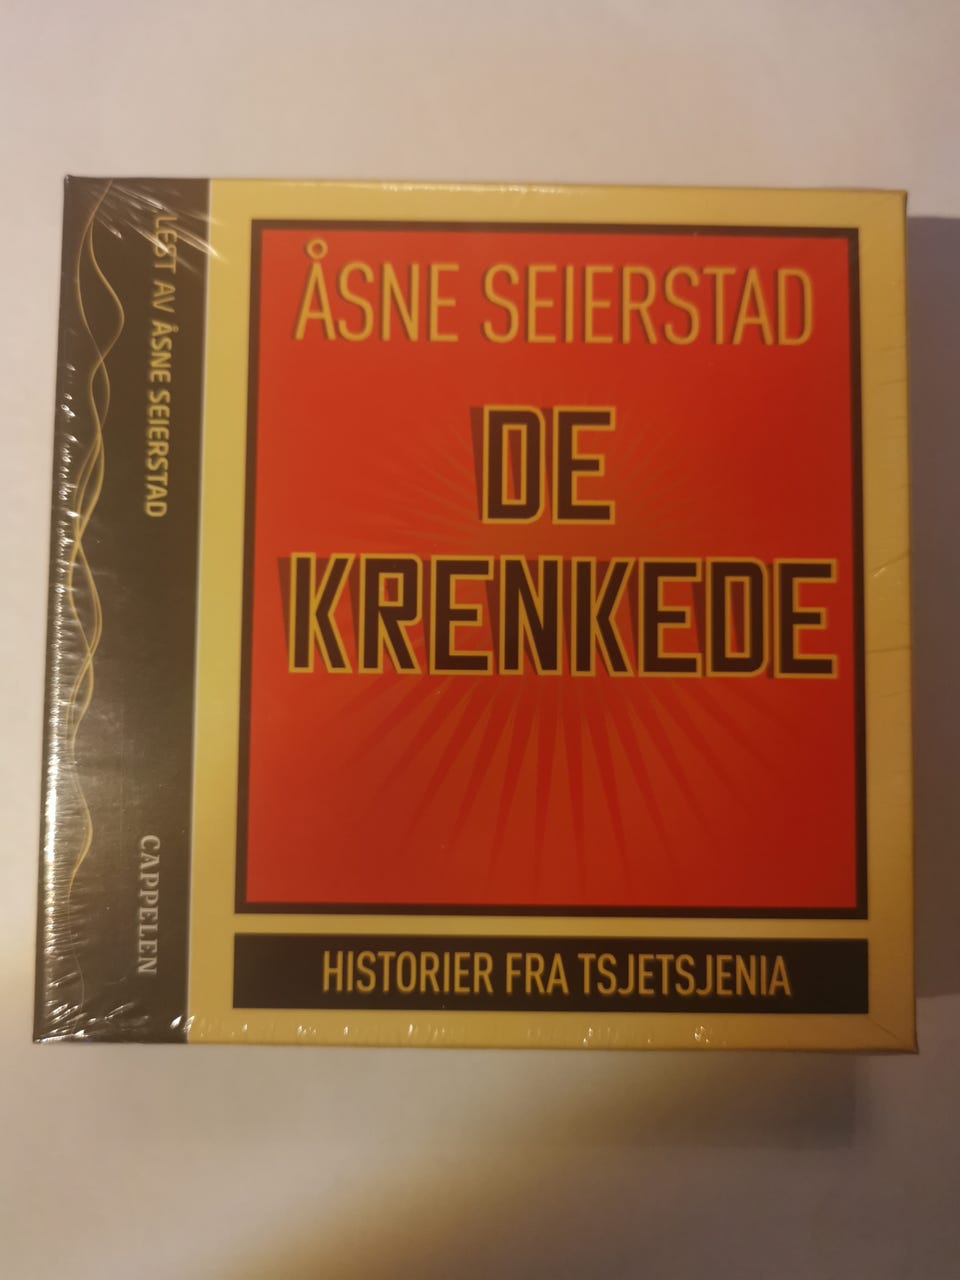 ÅSNE SEIERSTAD
DE
KRENKEDE
HISTORIER FRA TSJETSJENIA
LEST AV ÅSNE SEIERSTAD
CAPPELEN